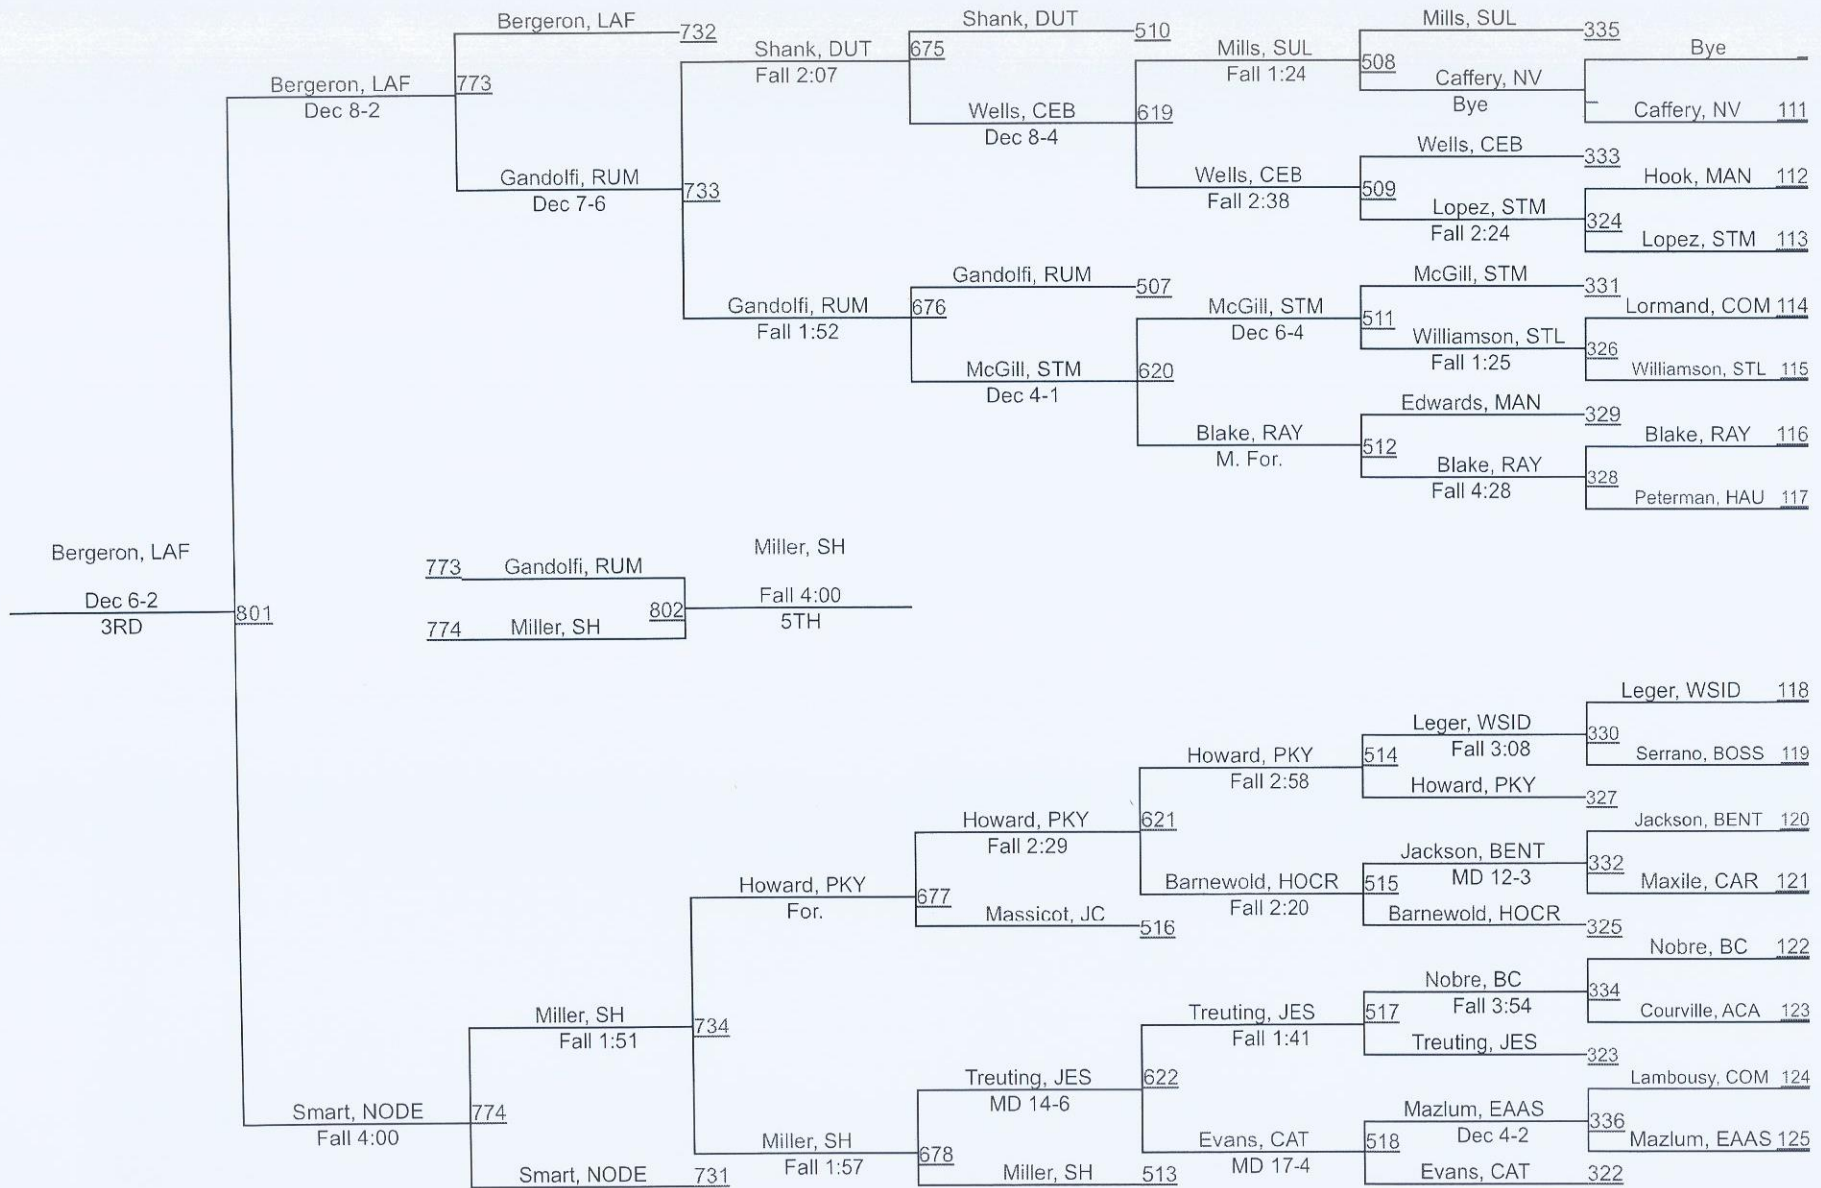 Bergeron, LAF 732
Shank, DUT 510
Mills, SUL 335
Bye
Shank, DUT 675
Fall 2:07
Mills, SUL 508
Fall 1:24
Caffery, NV
Bye
Bergeron, LAF 773
Dec 8-2
Wells, CEB 619
Dec 8-4
Caffery, NV 111
Wells, CEB 333
Hook, MAN 112
Gandolfi, RUM 733
Dec 7-6
Wells, CEB 509
Fall 2:38
Lopez, STM 324
Fall 2:24
Lopez, STM 113
Gandolfi, RUM 507
McGill, STM 331
Gandolfi, RUM 676
Fall 1:52
McGill, STM 511
Dec 6-4
Lormand, COM 114
Williamson, STL 326
Fall 1:25
Williamson, STL 115
McGill, STM 620
Dec 4-1
Edwards, MAN 329
Blake, RAY 512
M. For.
Blake, RAY 116
Blake, RAY 328
Fall 4:28
Peterman, HAU 117
Bergeron, LAF
Dec 6-2 801
3RD
773 Gandolfi, RUM
774 Miller, SH 802
Miller, SH
Fall 4:00
5TH
Leger, WSID 118
Leger, WSID 330
Fall 3:08
Serrano, BOSS 119
Howard, PKY 514
Fall 2:58
Howard, PKY 327
Howard, PKY 621
Fall 2:29
Jackson, BENT 120
Jackson, BENT 332
MD 12-3
Maxile, CAR 121
Howard, PKY 677
For.
Barnewold, HOCR 515
Fall 2:20
Massicot, JC 516
Barnewold, HOCR 325
Nobre, BC 122
Nobre, BC 334
Fall 3:54
Courville, ACA 123
Miller, SH 734
Fall 1:51
Treuting, JES 517
Fall 1:41
Treuting, JES 323
Treuting, JES 622
MD 14-6
Lambousy, COM 124
Smart, NODE 774
Fall 4:00
Mazlum, EAAS 336
Dec 4-2
Mazlum, EAAS 125
Miller, SH 678
Fall 1:57
Evans, CAT 518
MD 17-4
Smart, NODE 731
Miller, SH 513
Evans, CAT 322